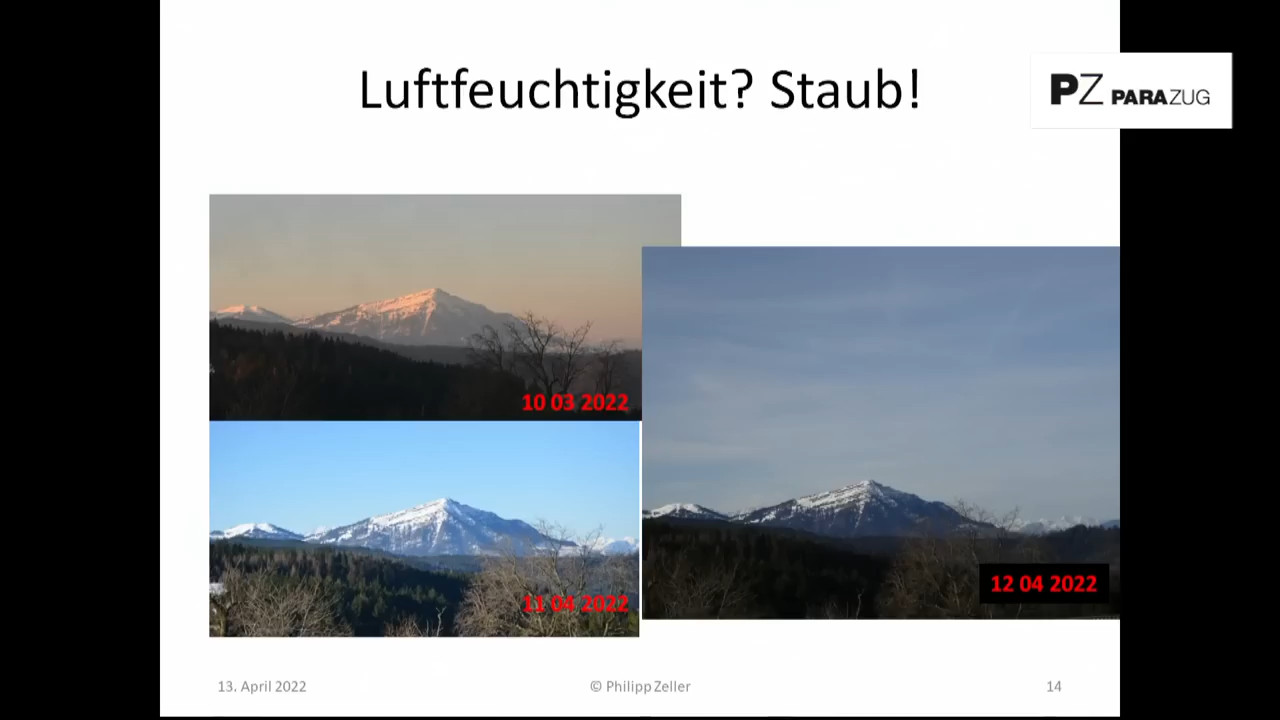 Luftfeuchtigkeit? Staub!
PZ PARAZUG
10 03 2022
11 04 2022
12 04 2022
13. April 2022
© Philipp Zeller
14